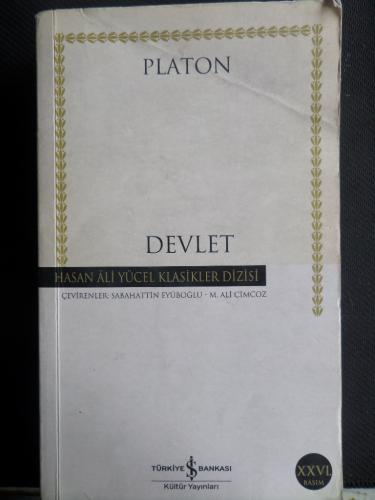 PLATON
DEVLET
HASAN ÂLİ YÜCEL KLASİKLER DİZİSİ
ÇEVİRENLER: SABAHATTİN EYÜBOĞLU - M. ALİ CİMCOZ
TÜRKİYE İŞ BANKASI
Kültür Yayınları
XXVI.
BASIM